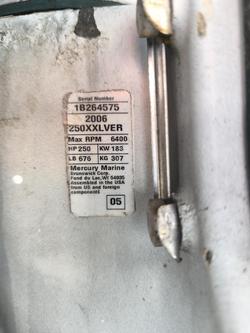 Serial Number
1B264575
2006
250XXLVER
Max RPM 6400
HP 250 KW 183
LB 676 KG 307
Mercury Marine
Brunswick Corp.
Fond du Lac, WI 54935
Assembled in the USA
from US and foreign
components
05